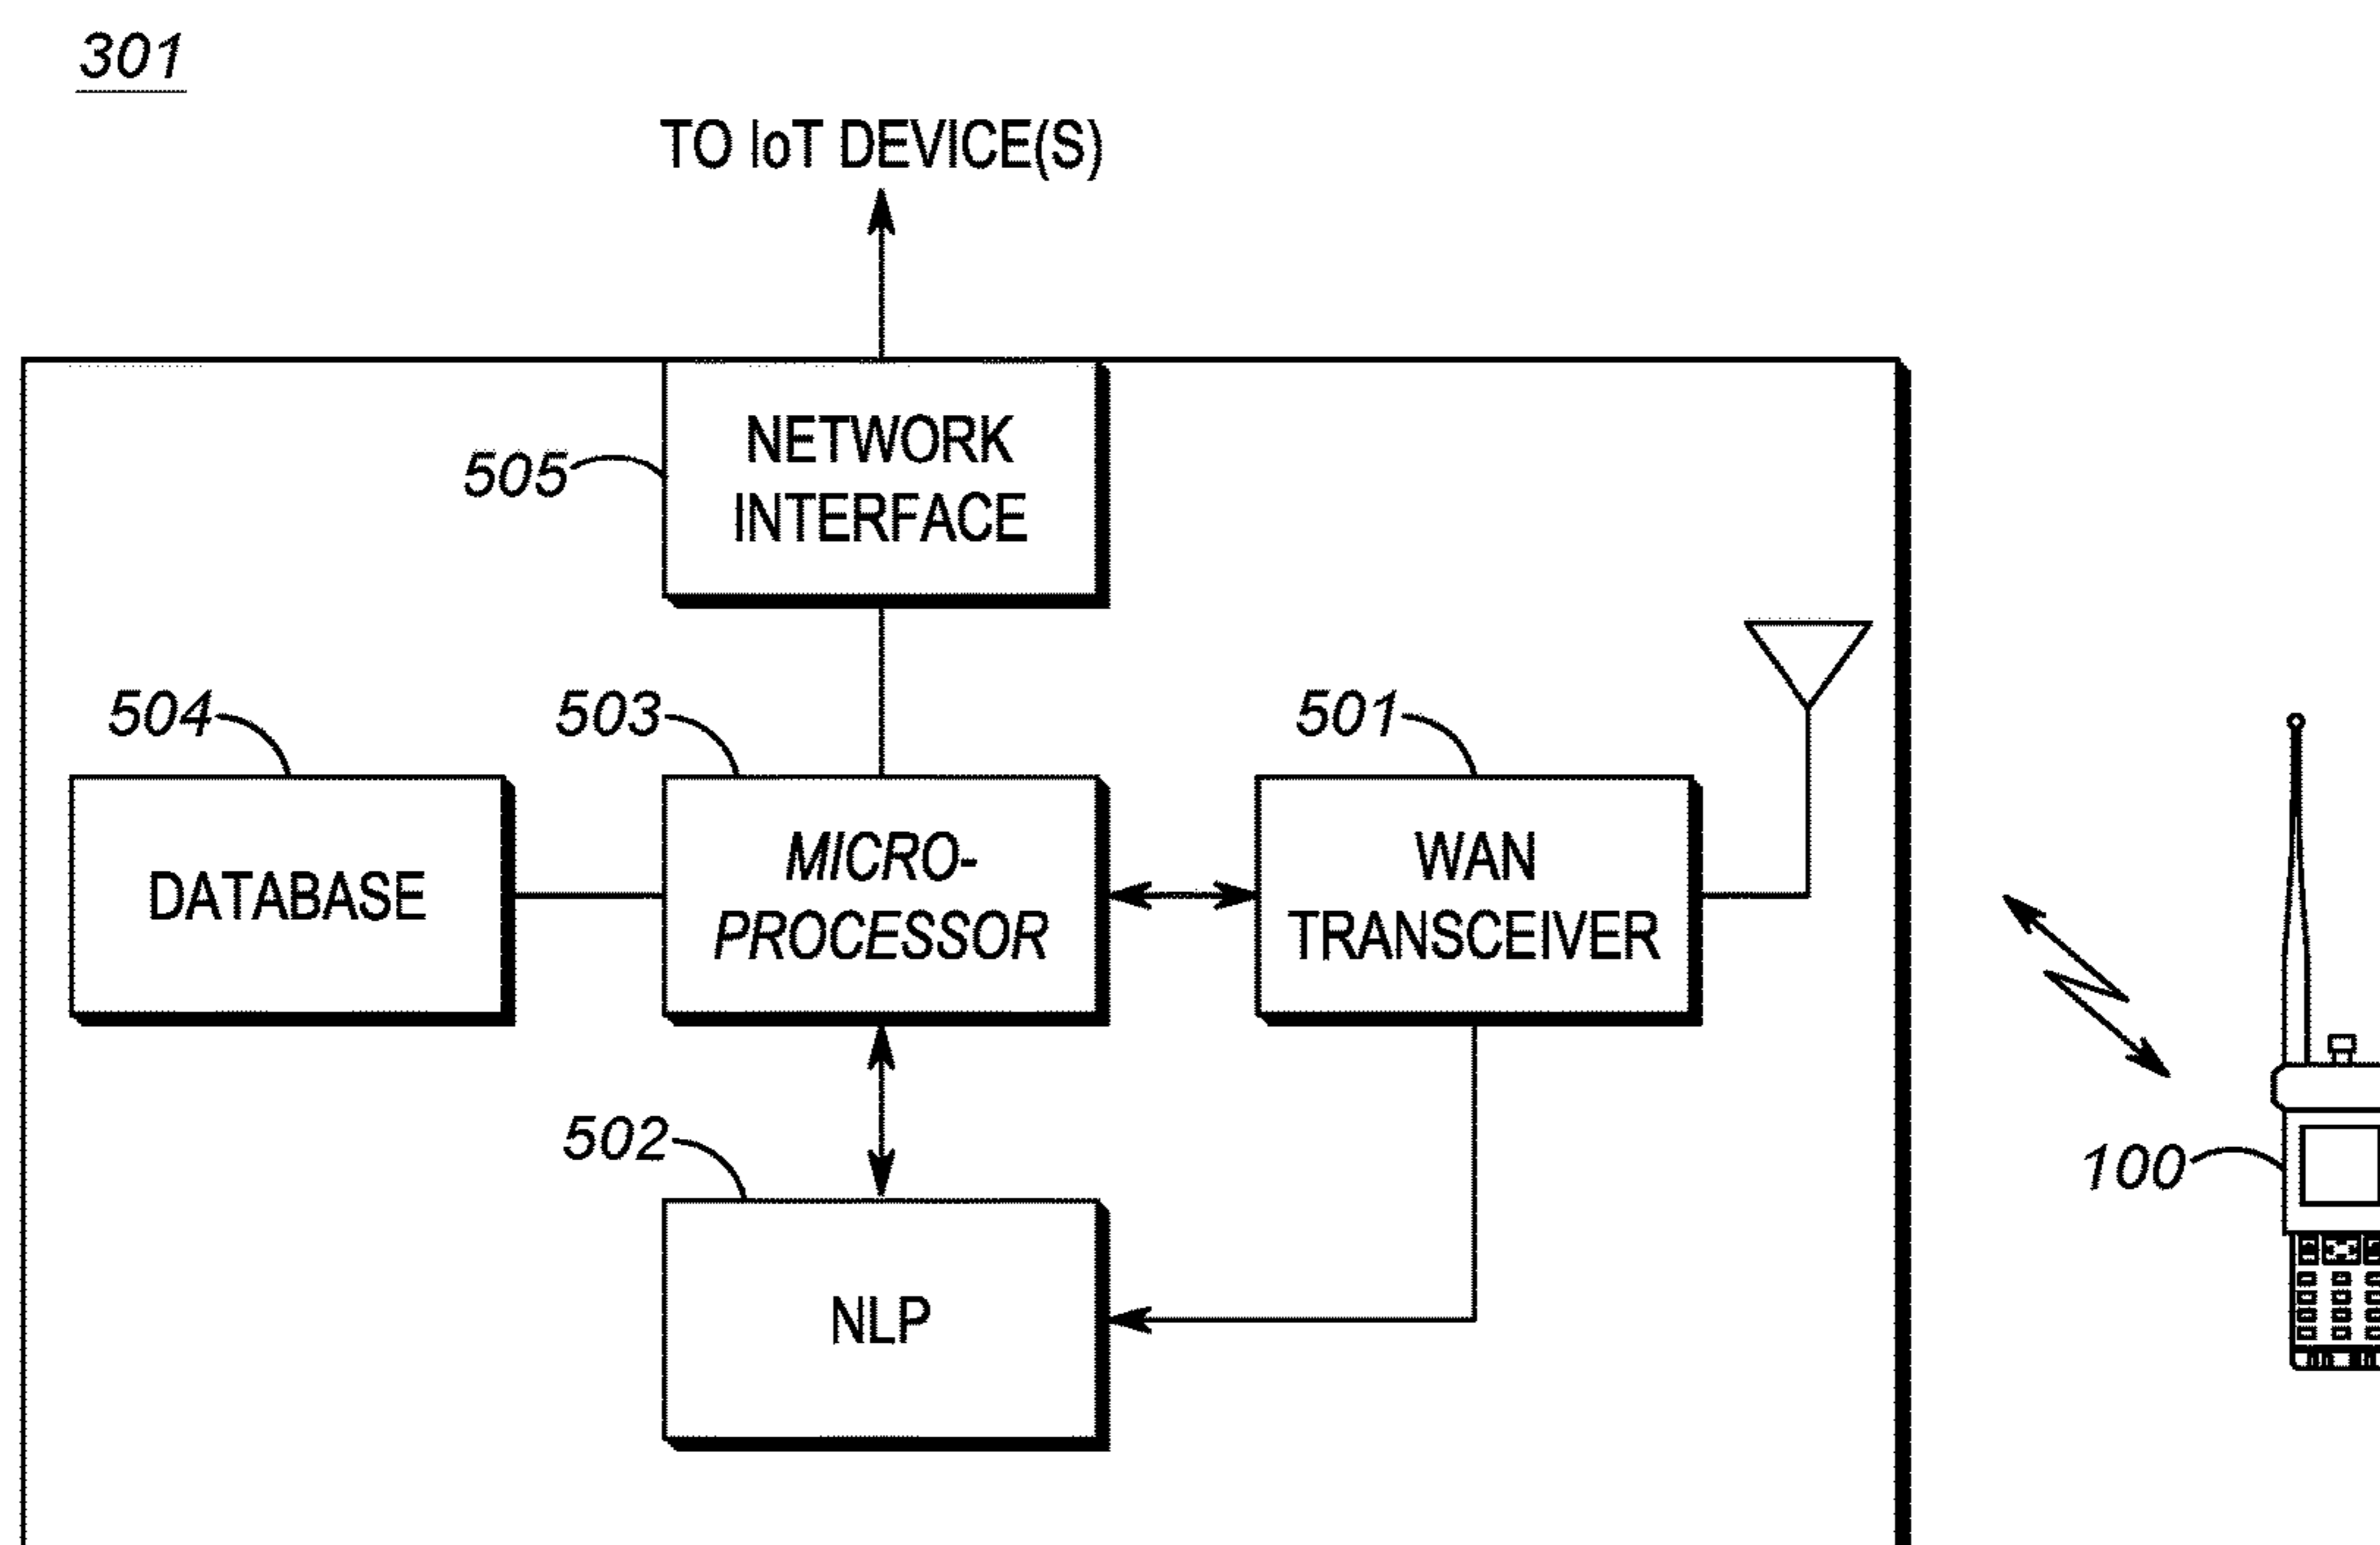 301
TO IoT DEVICE(S)
505
NETWORK
INTERFACE
504
503
501
DATABASE
MICRO-
PROCESSOR
WAN
TRANSCEIVER
502
100
NLP